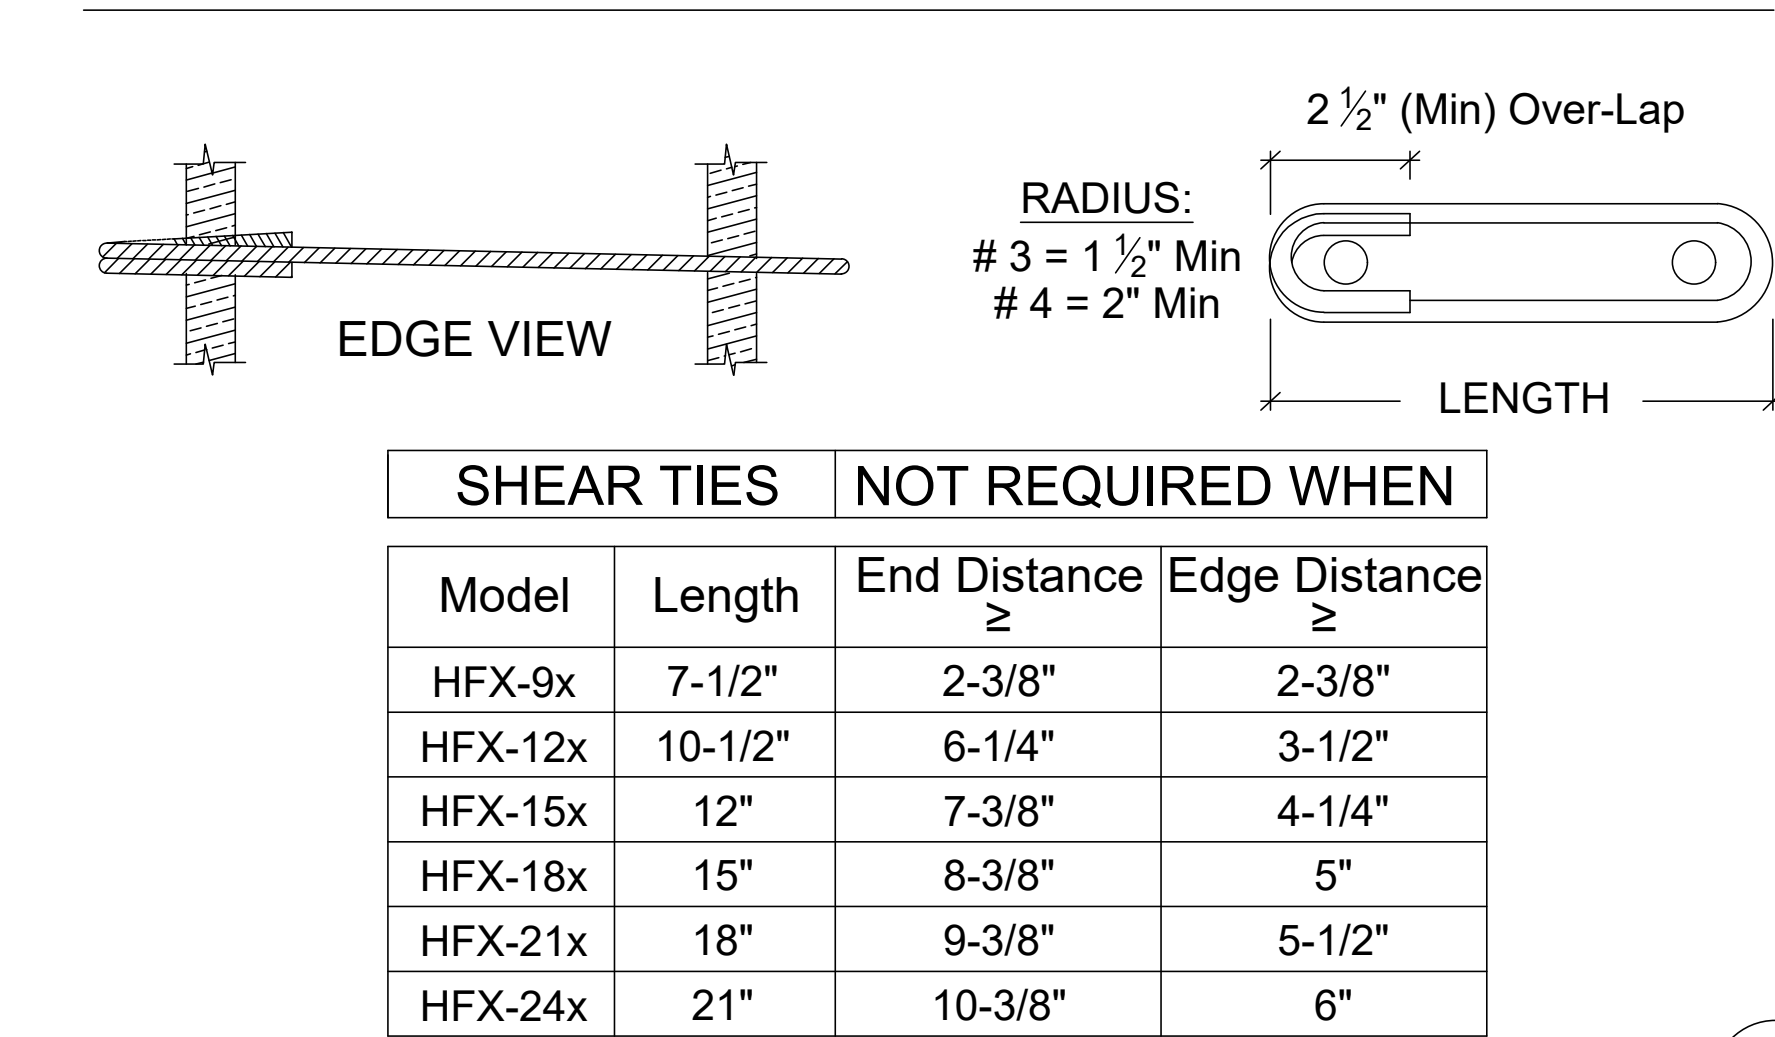 2 ½" (Min) Over-Lap
RADIUS:
# 3 = 1 ½" Min
# 4 = 2" Min
EDGE VIEW
LENGTH
SHEAR TIES NOT REQUIRED WHEN
Model Length End Distance ≥ Edge Distance ≥
HFX-9x 7-1/2" 2-3/8" 2-3/8"
HFX-12x 10-1/2" 6-1/4" 3-1/2"
HFX-15x 12" 7-3/8" 4-1/4"
HFX-18x 15" 8-3/8" 5"
HFX-21x 18" 9-3/8" 5-1/2"
HFX-24x 21" 10-3/8" 6"